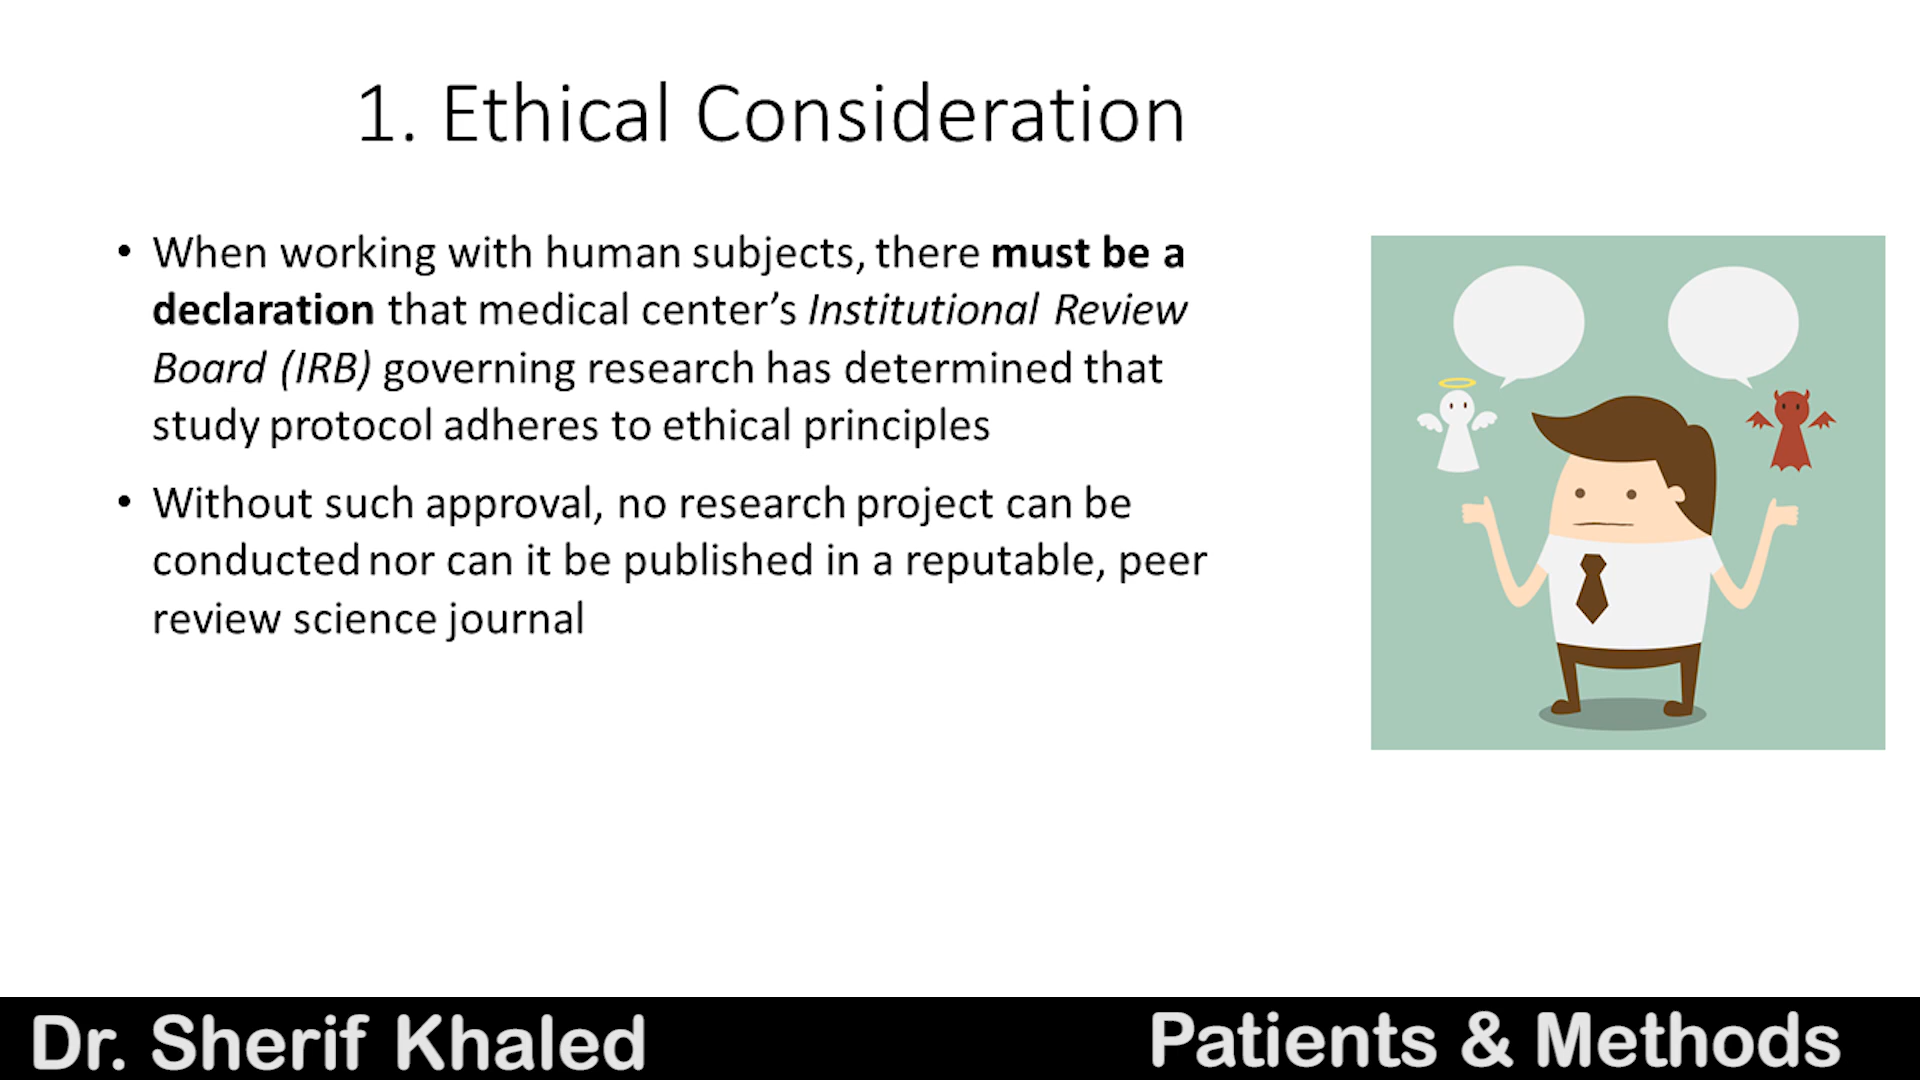 1. Ethical Consideration
• When working with human subjects, there must be a
declaration that medical center’s Institutional Review
Board (IRB) governing research has determined that
study protocol adheres to ethical principles
• Without such approval, no research project can be
conducted nor can it be published in a reputable, peer
review science journal
Dr. Sherif Khaled
Patients & Methods